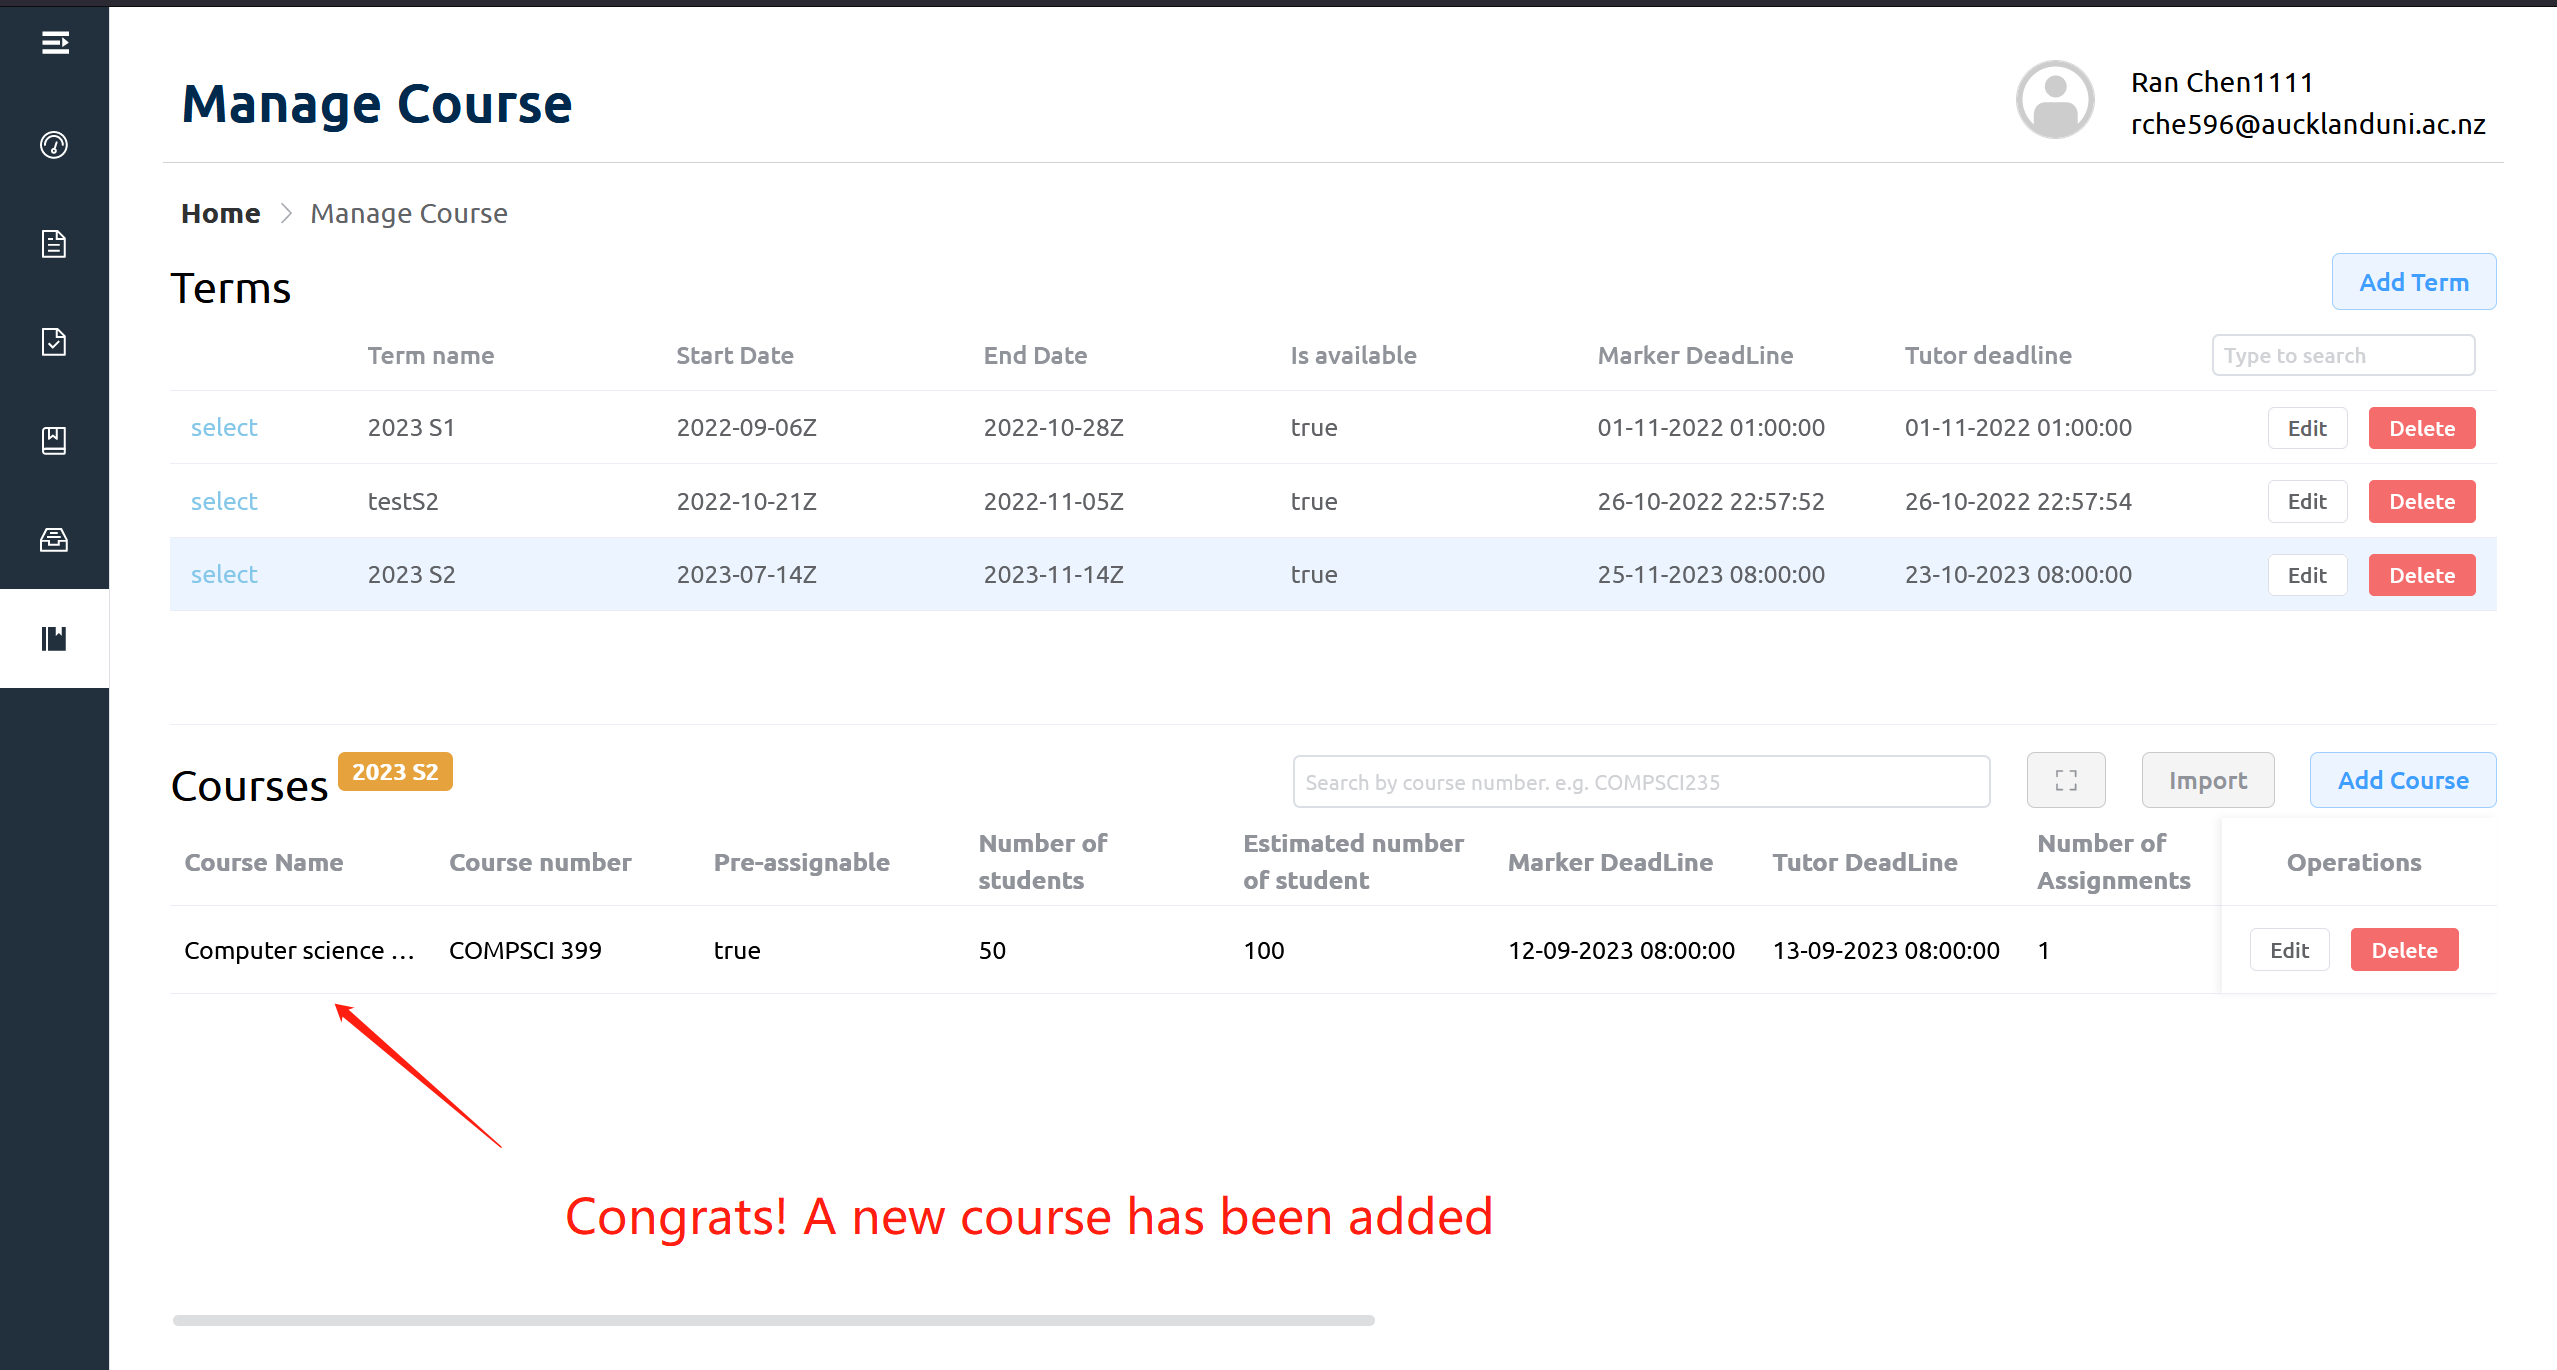 Manage Course
Ran Chen1111
rche596@aucklanduni.ac.nz
Home > Manage Course
Terms
Add Term
Term name Start Date End Date Is available Marker DeadLine Tutor deadline Type to search
select 2023 S1 2022-09-06Z 2022-10-28Z true 01-11-2022 01:00:00 01-11-2022 01:00:00 Edit Delete
select testS2 2022-10-21Z 2022-11-05Z true 26-10-2022 22:57:52 26-10-2022 22:57:54 Edit Delete
select 2023 S2 2023-07-14Z 2023-11-14Z true 25-11-2023 08:00:00 23-10-2023 08:00:00 Edit Delete
Courses 2023 S2 Search by course number. e.g. COMPSCI235 Import Add Course
Course Name Course number Pre-assignable Number of students Estimated number of student Marker DeadLine Tutor DeadLine Number of Assignments Operations
Computer science ... COMPSCI 399 true 50 100 12-09-2023 08:00:00 13-09-2023 08:00:00 1 Edit Delete
Congrats! A new course has been added